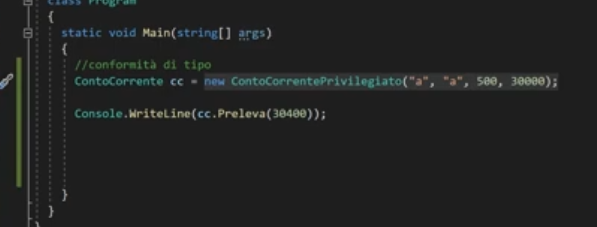 class Program
{
static void Main(string[] args)
{
//conformità di tipo
ContoCorrente cc = new ContoCorrentePrivilegiato("a", "a", 500, 30000);
Console.WriteLine(cc.Preleva(30400));
}
}
}